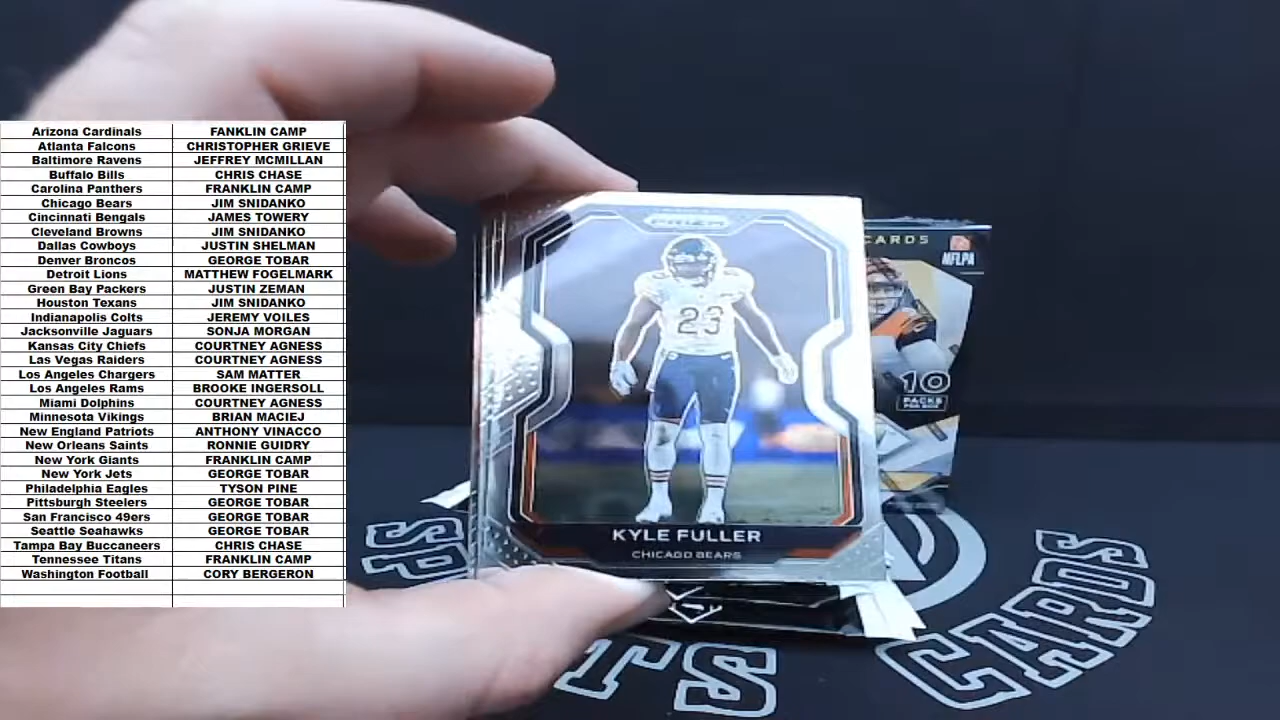 Arizona Cardinals FANKLIN CAMP
Atlanta Falcons CHRISTOPHER GRIEVE
Baltimore Ravens JEFFREY MCMILLAN
Buffalo Bills CHRIS CHASE
Carolina Panthers FRANKLIN CAMP
Chicago Bears JIM SNIDANKO
Cincinnati Bengals JAMES TOWERY
Cleveland Browns JIM SNIDANKO
Dallas Cowboys JUSTIN SHELMAN
Denver Broncos GEORGE TOBAR
Detroit Lions MATTHEW FOGELMARK
Green Bay Packers JUSTIN ZEMAN
Houston Texans JIM SNIDANKO
Indianapolis Colts JEREMY VOILES
Jacksonville Jaguars SONJA MORGAN
Kansas City Chiefs COURTNEY AGNESS
Las Vegas Raiders COURTNEY AGNESS
Los Angeles Chargers SAM MATTER
Los Angeles Rams BROOKE INGERSOLL
Miami Dolphins COURTNEY AGNESS
Minnesota Vikings BRIAN MACIEJ
New England Patriots ANTHONY VINACCO
New Orleans Saints RONNIE GUIDRY
New York Giants FRANKLIN CAMP
New York Jets GEORGE TOBAR
Philadelphia Eagles TYSON PINE
Pittsburgh Steelers GEORGE TOBAR
San Francisco 49ers GEORGE TOBAR
Seattle Seahawks GEORGE TOBAR
Tampa Bay Buccaneers CHRIS CHASE
Tennessee Titans FRANKLIN CAMP
Washington Football CORY BERGERON
PRIZM
23
KYLE FULLER
CHICAGO BEARS
CARDS
NFLPA
10
PACKS
PER BOX
CARDS